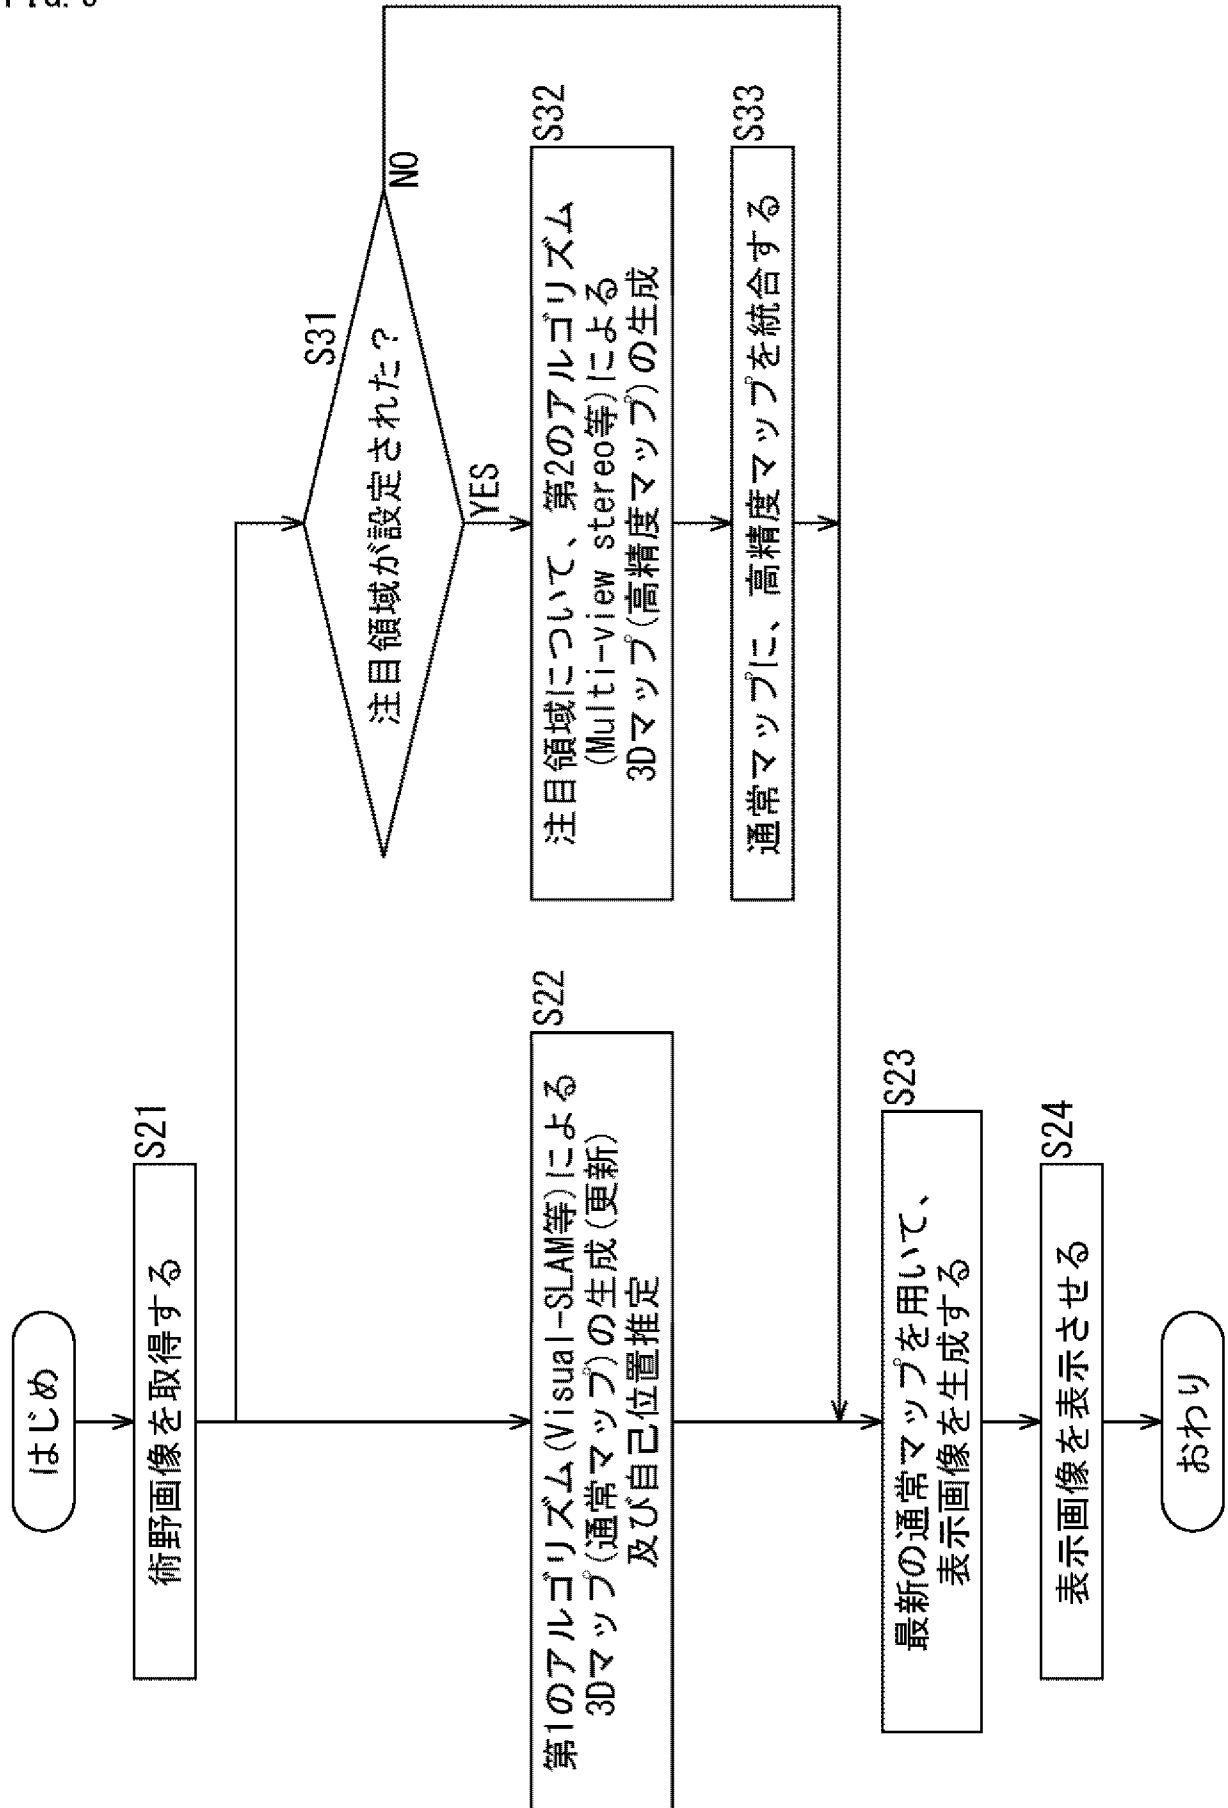 はじめ
S21
術野画像を取得する
S22
第1のアルゴリズム(Visual-SLAM等)による
3Dマップ(通常マップ)の生成(更新)
及び自己位置推定
S31
注目領域が設定された？
NO
YES
S32
注目領域について、第2のアルゴリズム
(Multi-view stereo等)による
3Dマップ(高精度マップ)の生成
S33
通常マップに、高精度マップを統合する
S23
最新の通常マップを用いて、
表示画像を生成する
S24
表示画像を表示させる
おわり